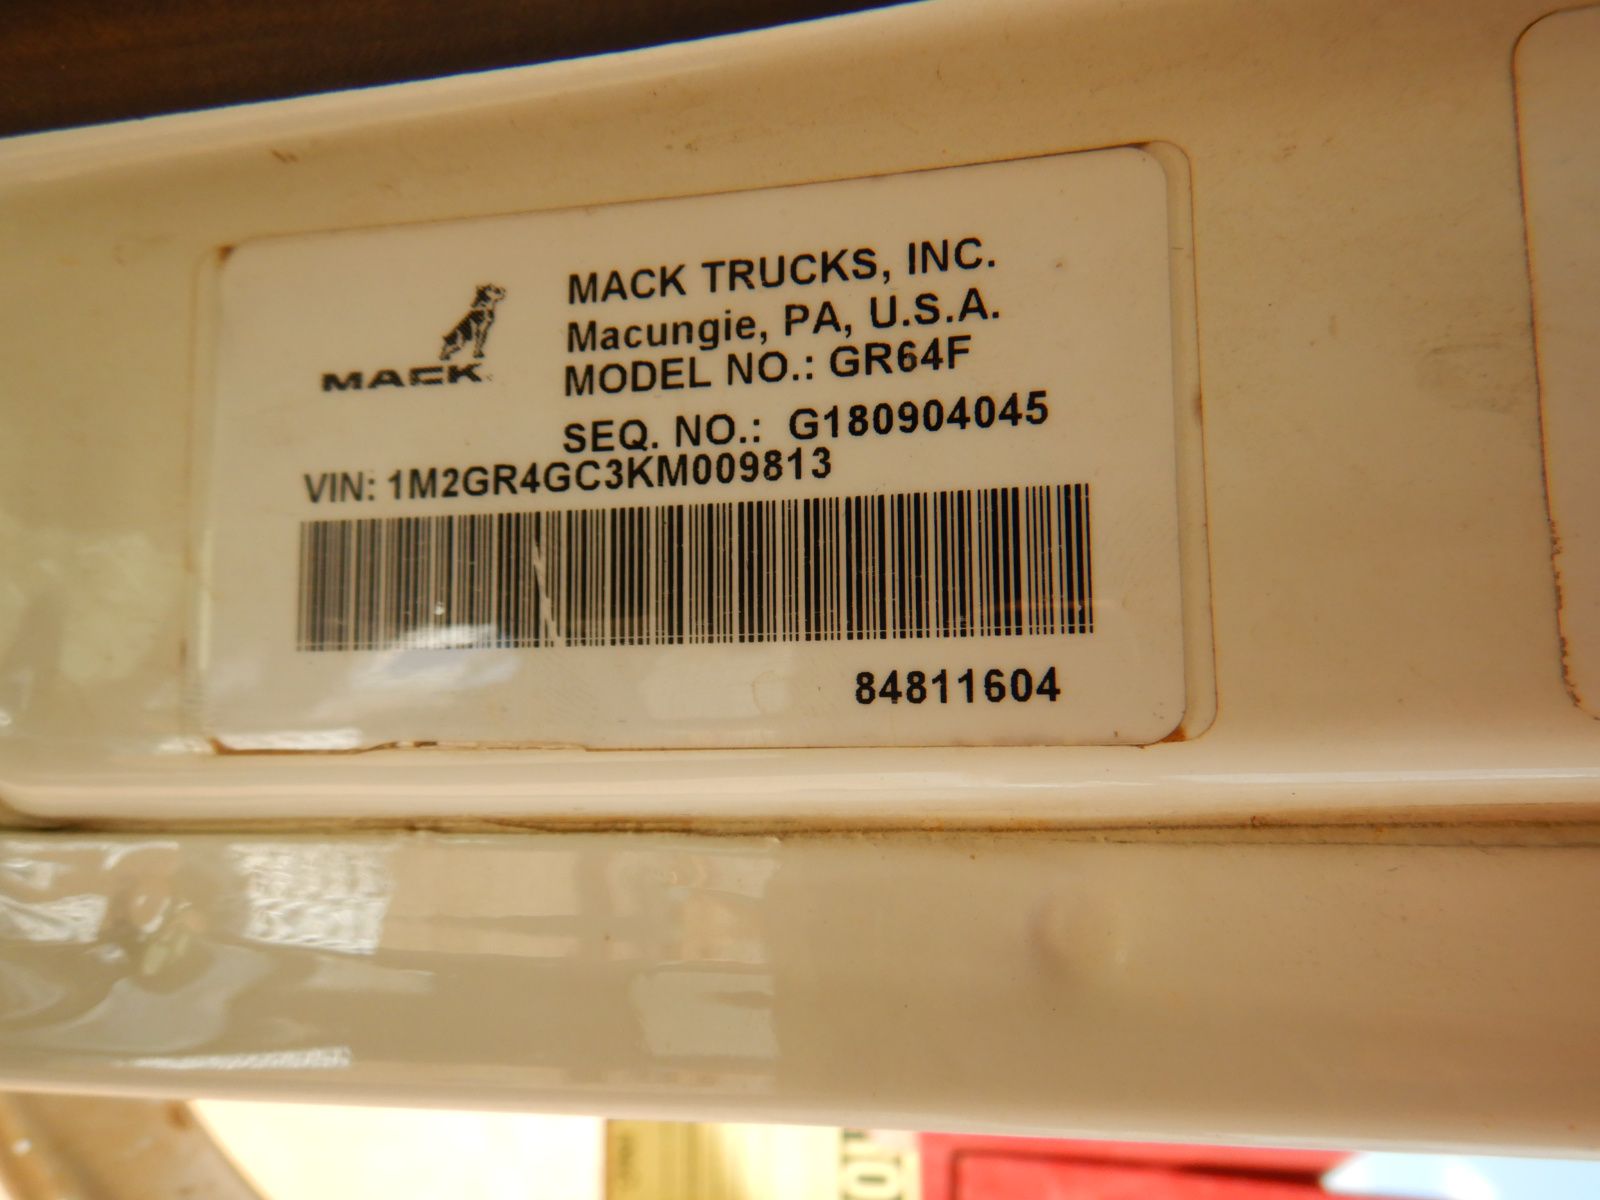 MACK
MACK TRUCKS, INC.
Macungie, PA, U.S.A.
MODEL NO.: GR64F
SEQ. NO.: G180904045
VIN: 1M2GR4GC3KM009813
84811604